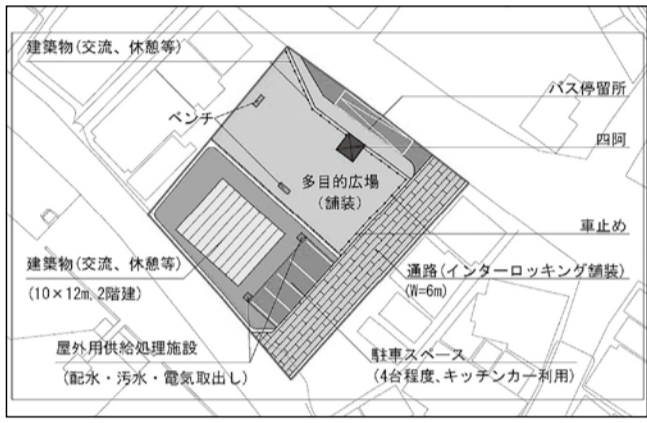 建築物(交流、休憩等)
バス停留所
ベンチ
四阿
多目的広場
(舗装)
車止め
建築物(交流、休憩等)
(10×12m, 2階建)
通路(インターロッキング舗装)
(W=6m)
屋外用供給処理施設
(配水・汚水・電気取出し)
駐車スペース
(4台程度、キッチンカー利用)